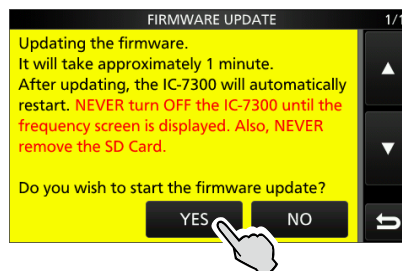 FIRMWARE UPDATE 1/1
Updating the firmware.
It will take approximately 1 minute.
After updating, the IC-7300 will automatically
restart. NEVER turn OFF the IC-7300 until the
frequency screen is displayed. Also, NEVER
remove the SD Card.
Do you wish to start the firmware update?
YES NO